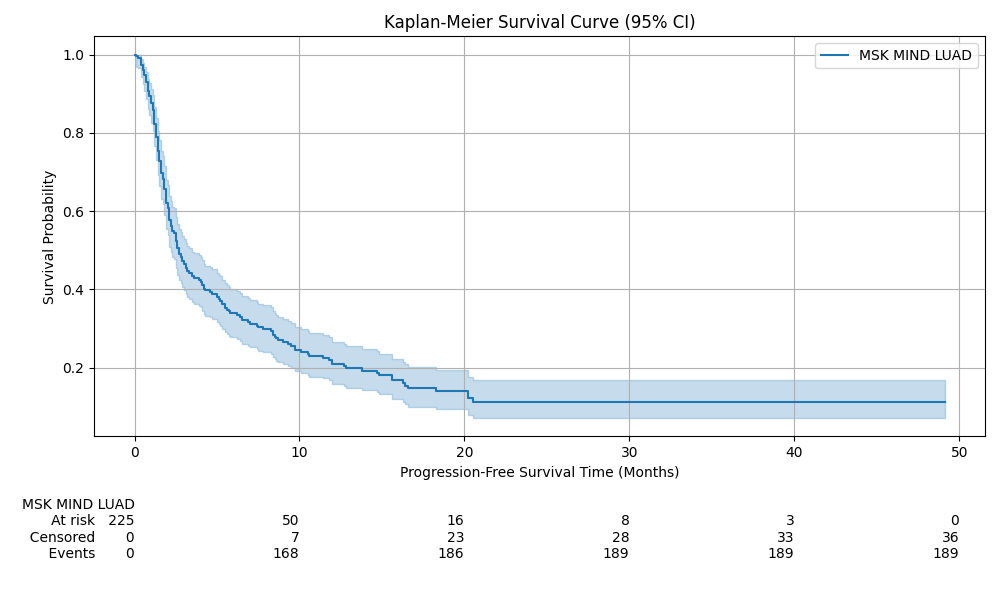 Kaplan-Meier Survival Curve (95% CI)
MSK MIND LUAD
Survival Probability
1.0
0.8
0.6
0.4
0.2
0 10 20 30 40 50
Progression-Free Survival Time (Months)
MSK MIND LUAD
At risk 225 50 16 8 3 0
Censored 0 7 23 28 33 36
Events 0 168 186 189 189 189